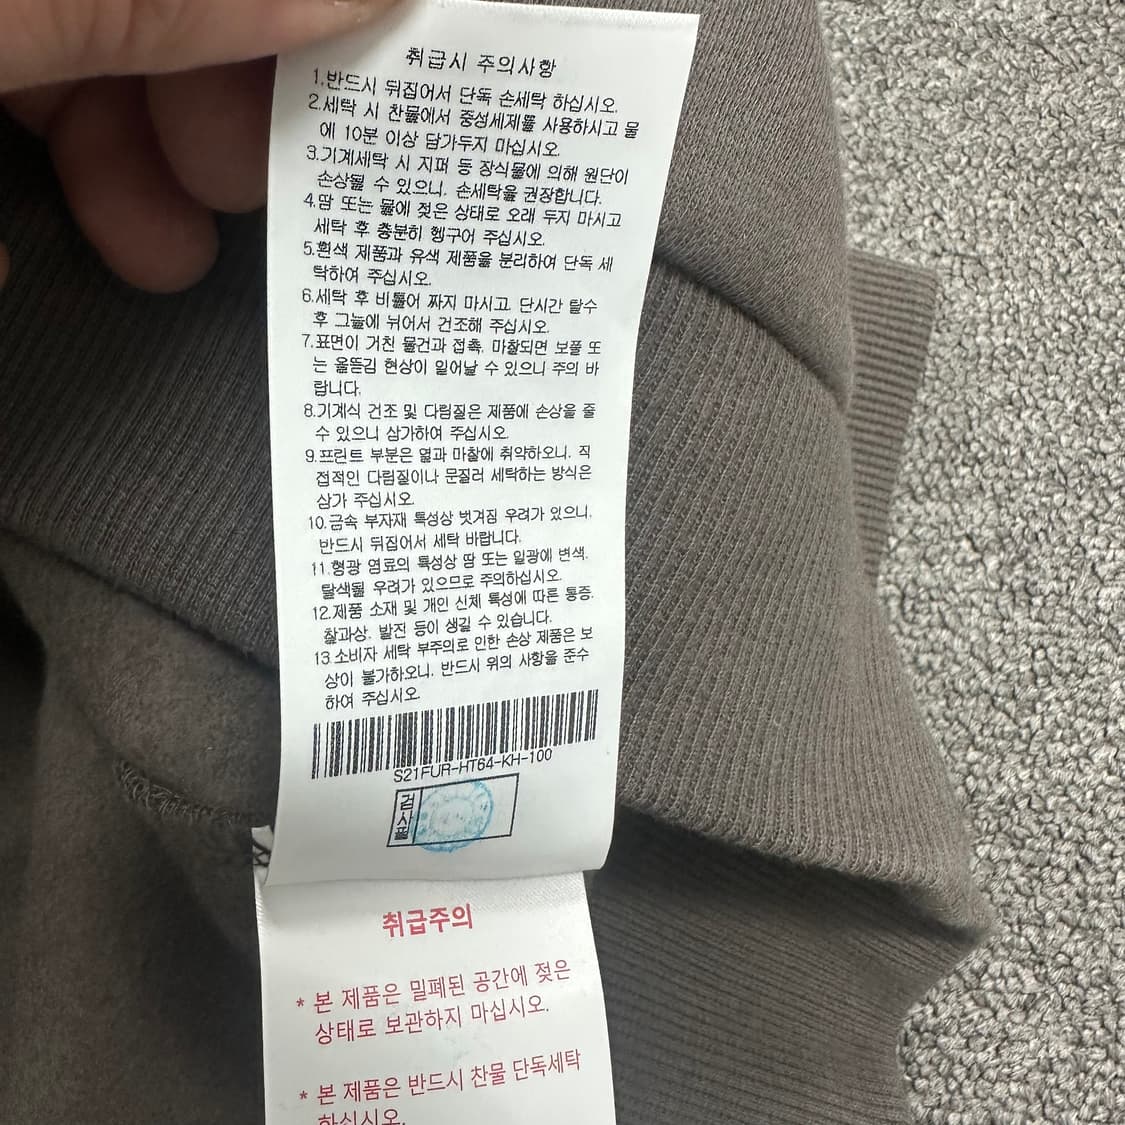 취급시 주의사항
1.반드시 뒤집어서 단독 손세탁 하십시오.
2.세탁 시 찬물에서 중성세제를 사용하시고 물
에 10분 이상 담가두지 마십시오.
3.기계세탁 시 지퍼 등 장식물에 의해 원단이
손상될 수 있으니, 손세탁을 권장합니다.
4.땀 또는 물에 젖은 상태로 오래 두지 마시고
세탁 후 충분히 헹구어 주십시오.
5.흰색 제품과 유색 제품을 분리하여 단독 세
탁하여 주십시오.
6.세탁 후 비틀어 짜지 마시고, 단시간 탈수
후 그늘에 뉘어서 건조해 주십시오.
7.표면이 거친 물건과 접촉, 마찰되면 보풀 또
는 올뜯김 현상이 일어날 수 있으니 주의 바
랍니다.
8.기계식 건조 및 다림질은 제품에 손상을 줄
수 있으니 삼가하여 주십시오.
9.프린트 부분은 열과 마찰에 취약하오니, 직
접적인 다림질이나 문질러 세탁하는 방식은
삼가 주십시오.
10.금속 부자재 특성상 벗겨짐 우려가 있으니,
반드시 뒤집어서 세탁 바랍니다.
11.형광 염료의 특성상 땀 또는 일광에 변색,
탈색될 우려가 있으므로 주의하십시오.
12.제품 소재 및 개인 신체 특성에 따른 통증,
찰과상, 발진 등이 생길 수 있습니다.
13.소비자 세탁 부주의로 인한 손상 제품은 보
상이 불가하오니, 반드시 위의 사항을 준수
하여 주십시오.
S21FUR-HT64-KH-100
검사필
취급주의
* 본 제품은 밀폐된 공간에 젖은
상태로 보관하지 마십시오.
* 본 제품은 반드시 찬물 단독세탁
하십시오.